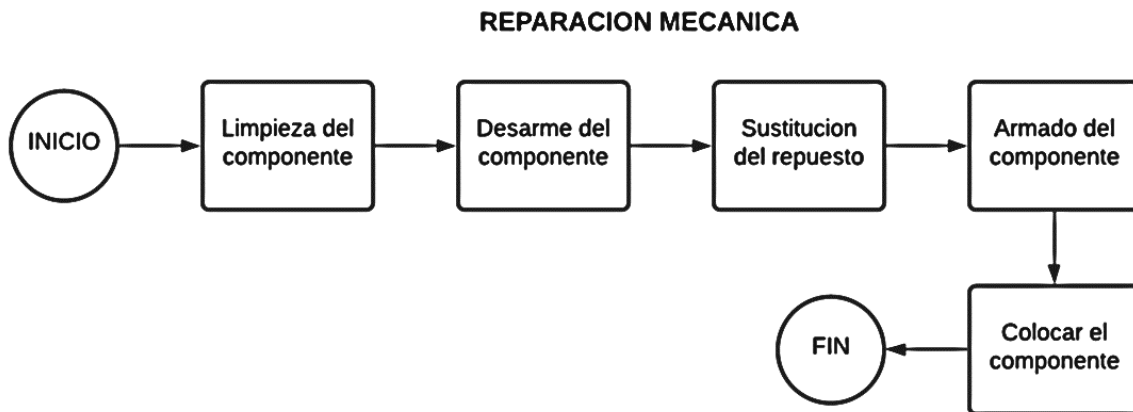 REPARACION MECANICA
INICIO
Limpieza del
componente
Desarme del
componente
Sustitucion
del repuesto
Armado del
componente
Colocar el
componente
FIN